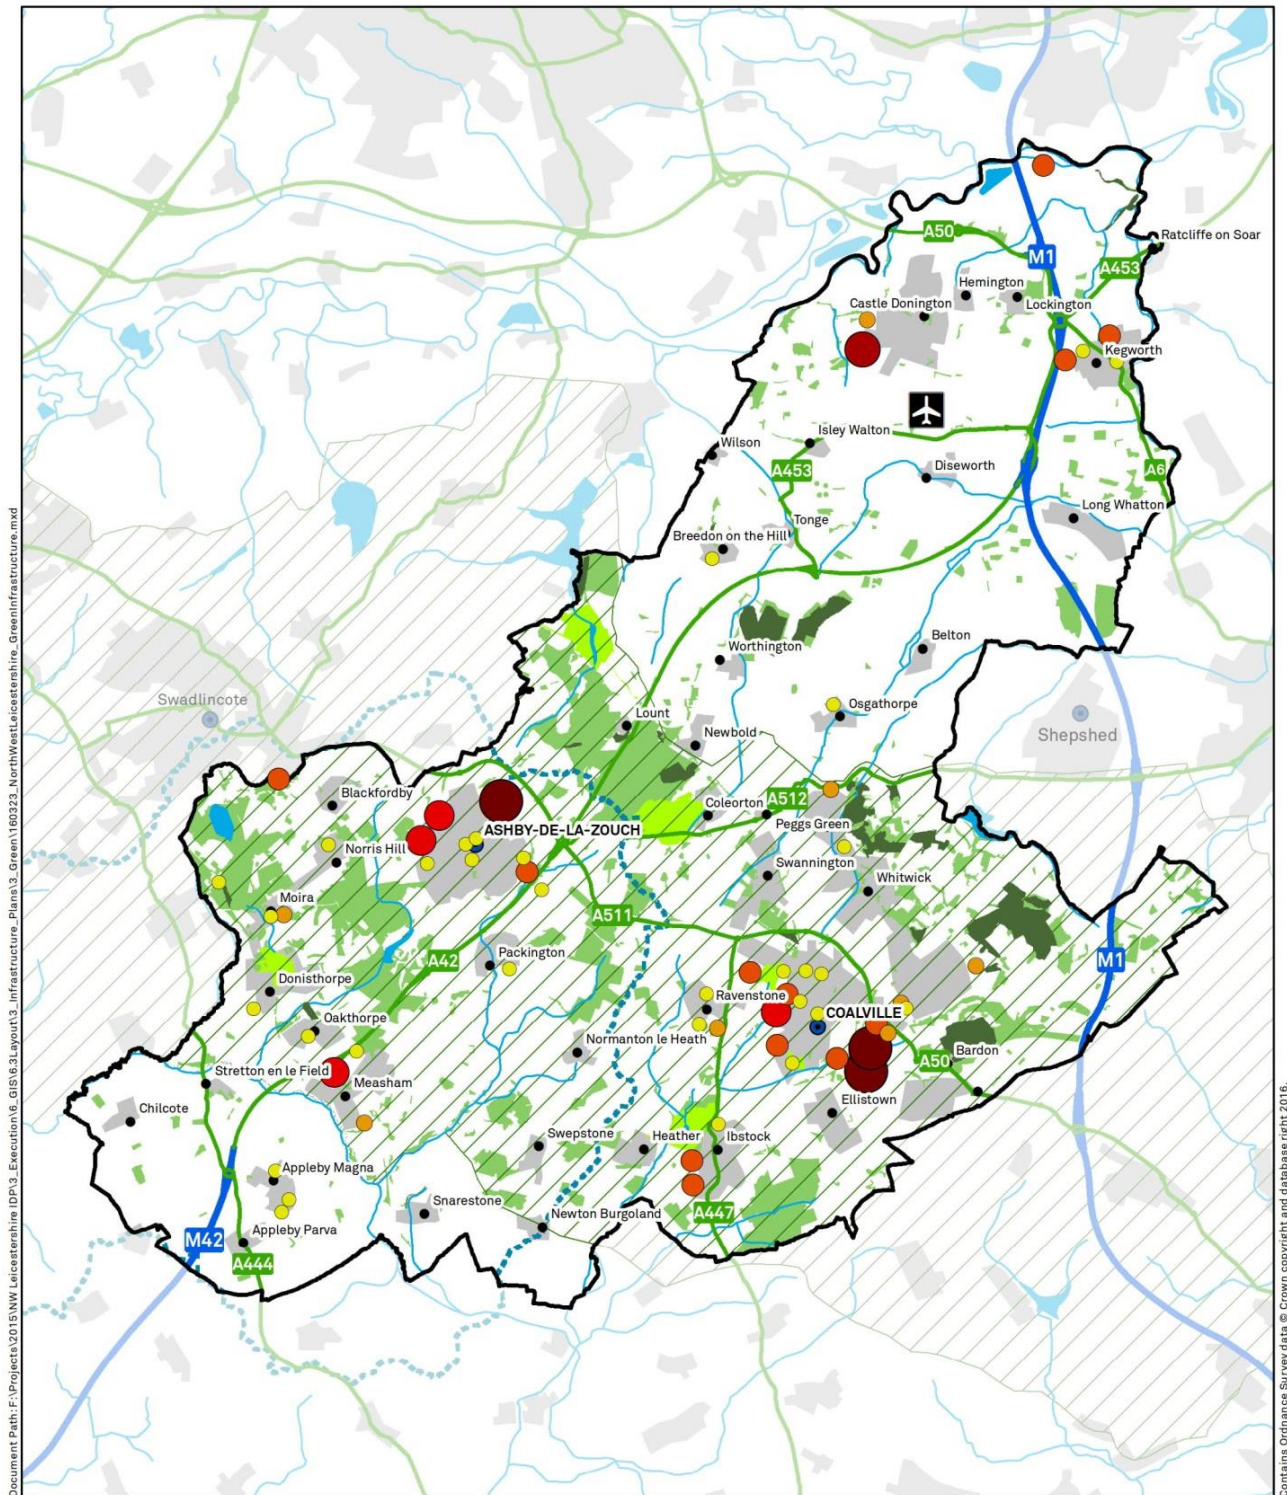 A50
Ratcliffe on Soar
M1
A453
Hemington
Castle Donington
Lockington
Kegworth
Isley Walton
Wilson
Diseworth
A453
A6
Long Whatton
Tonge
Breedon on the Hill
Belton
Worthington
Swadlincote
Osgathorpe
Lount
Shepshed
Newbold
Blackfordby
A512
Coleorton
ASHBY-DE-LA-ZOUCH
Peggs Green
Norris Hill
Swannington
Whitwick
Moira
A511
Packington
A42
M1
Donisthorpe
Ravenstone
COALVILLE
Oakthorpe
Normanton le Heath
A50
Bardon
Stretton en le Field
Measham
Ellistown
Chilcote
Swepstone
Heather
Ibstock
Appleby Magna
Snarestone
Newton Burgoland
A447
Appleby Parva
M42
A444
Document Path: F:\Projects\2015\NW Leicestershire IDP\3_Execution\6_GIS\6.3Layout\3_Infrastructure_Plans\3_Green\160323_NorthWestLeicestershire_GreenInfrastructure.mxd
Contains Ordnance Survey data © Crown copyright and database right 2016.